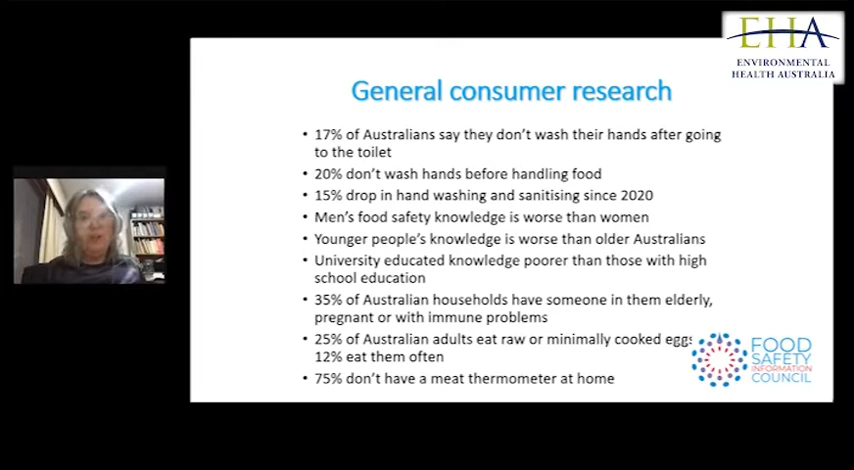 EHA
ENVIRONMENTAL
HEALTH AUSTRALIA
General consumer research
• 17% of Australians say they don't wash their hands after going
to the toilet
• 20% don't wash hands before handling food
• 15% drop in hand washing and sanitising since 2020
• Men's food safety knowledge is worse than women
• Younger people's knowledge is worse than older Australians
• University educated knowledge poorer than those with high
school education
• 35% of Australian households have someone in them elderly,
pregnant or with immune problems
• 25% of Australian adults eat raw or minimally cooked eggs
12% eat them often
• 75% don't have a meat thermometer at home
FOOD
SAFETY
INFORMATION
COUNCIL